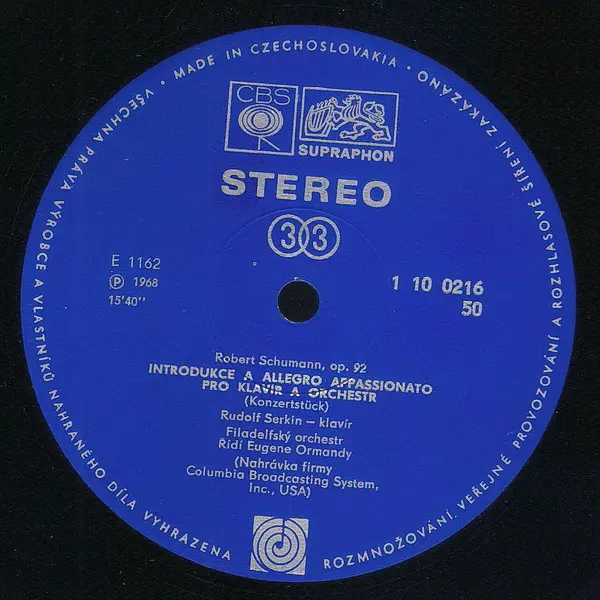 VŠECHNA PRÁVA VÝROBCE A VLASTNÍKŮ NAHRANÉHO DÍLA VYHRAZENA
• MADE IN CZECHOSLOVAKIA •
ROZMNOŽOVÁNÍ, VEŘEJNÉ PROVOZOVÁNÍ A ROZHLASOVÉ ŠÍŘENÍ ZAKÁZÁNO
CBS
SUPRAPHON
STEREO
33
E 1162
℗ 1968
15'40"
1 10 0216
50
Robert Schumann, op. 92
INTRODUKCE A ALLEGRO APPASSIONATO
PRO KLAVÍR A ORCHESTR
(Konzertstück)
Rudolf Serkin – klavír
Filadelfský orchestr
Řídí Eugene Ormandy
(Nahrávka firmy
Columbia Broadcasting System,
Inc., USA)